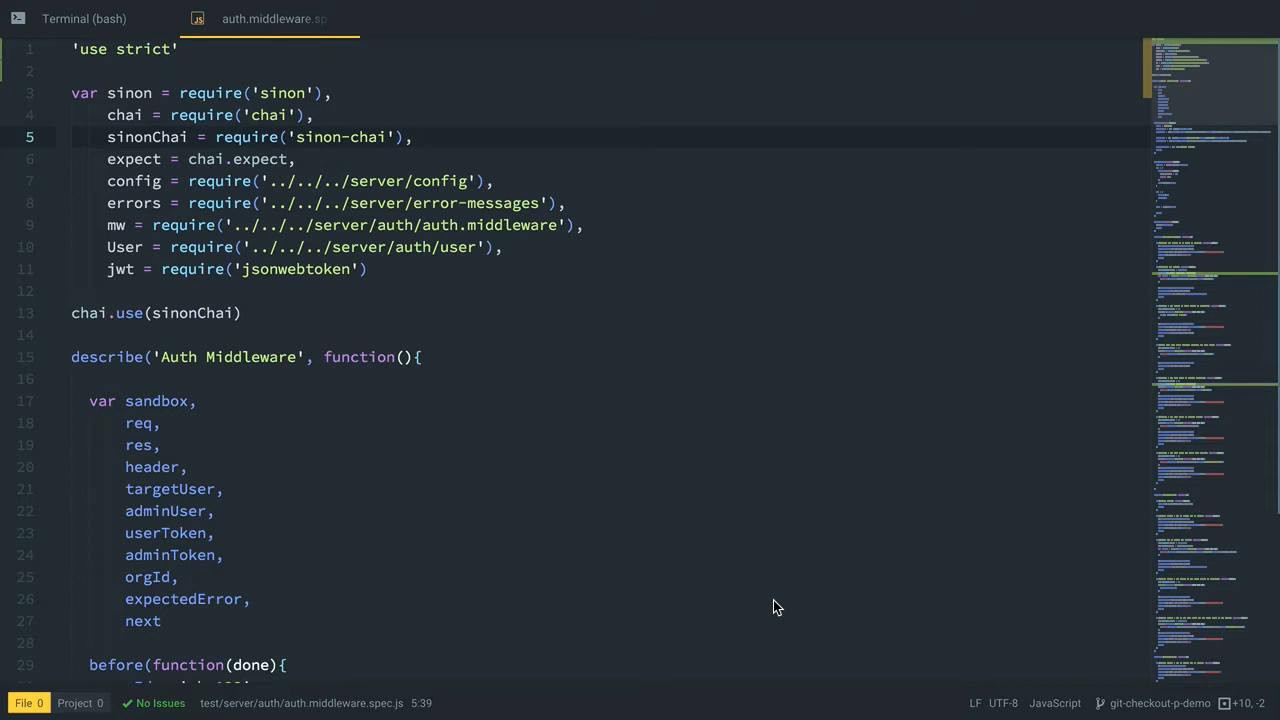 Terminal (bash)
JS auth.middleware.sp
1 'use strict'
2
3 var sinon = require('sinon'),
4 chai = require('chai'),
5 sinonChai = require('sinon-chai'),
6 expect = chai.expect,
7 config = require('../../../server/config'),
8 errors = require('../../../server/error.messages'),
9 mw = require('../../../server/auth/auth.middleware'),
10 User = require('../../../server/auth/user'),
11 jwt = require('jsonwebtoken')
12
13 chai.use(sinonChai)
14
15 describe('Auth Middleware', function(){
16
17 var sandbox,
18 req,
19 res,
20 header,
21 targetUser,
22 adminUser,
23 userToken,
24 adminToken,
25 orgId,
26 expectedError,
27 next
28
29 before(function(done){
File 0 Project 0 No Issues test/server/auth/auth.middleware.spec.js 5:39 LF UTF-8 JavaScript git-checkout-p-demo +10, -2